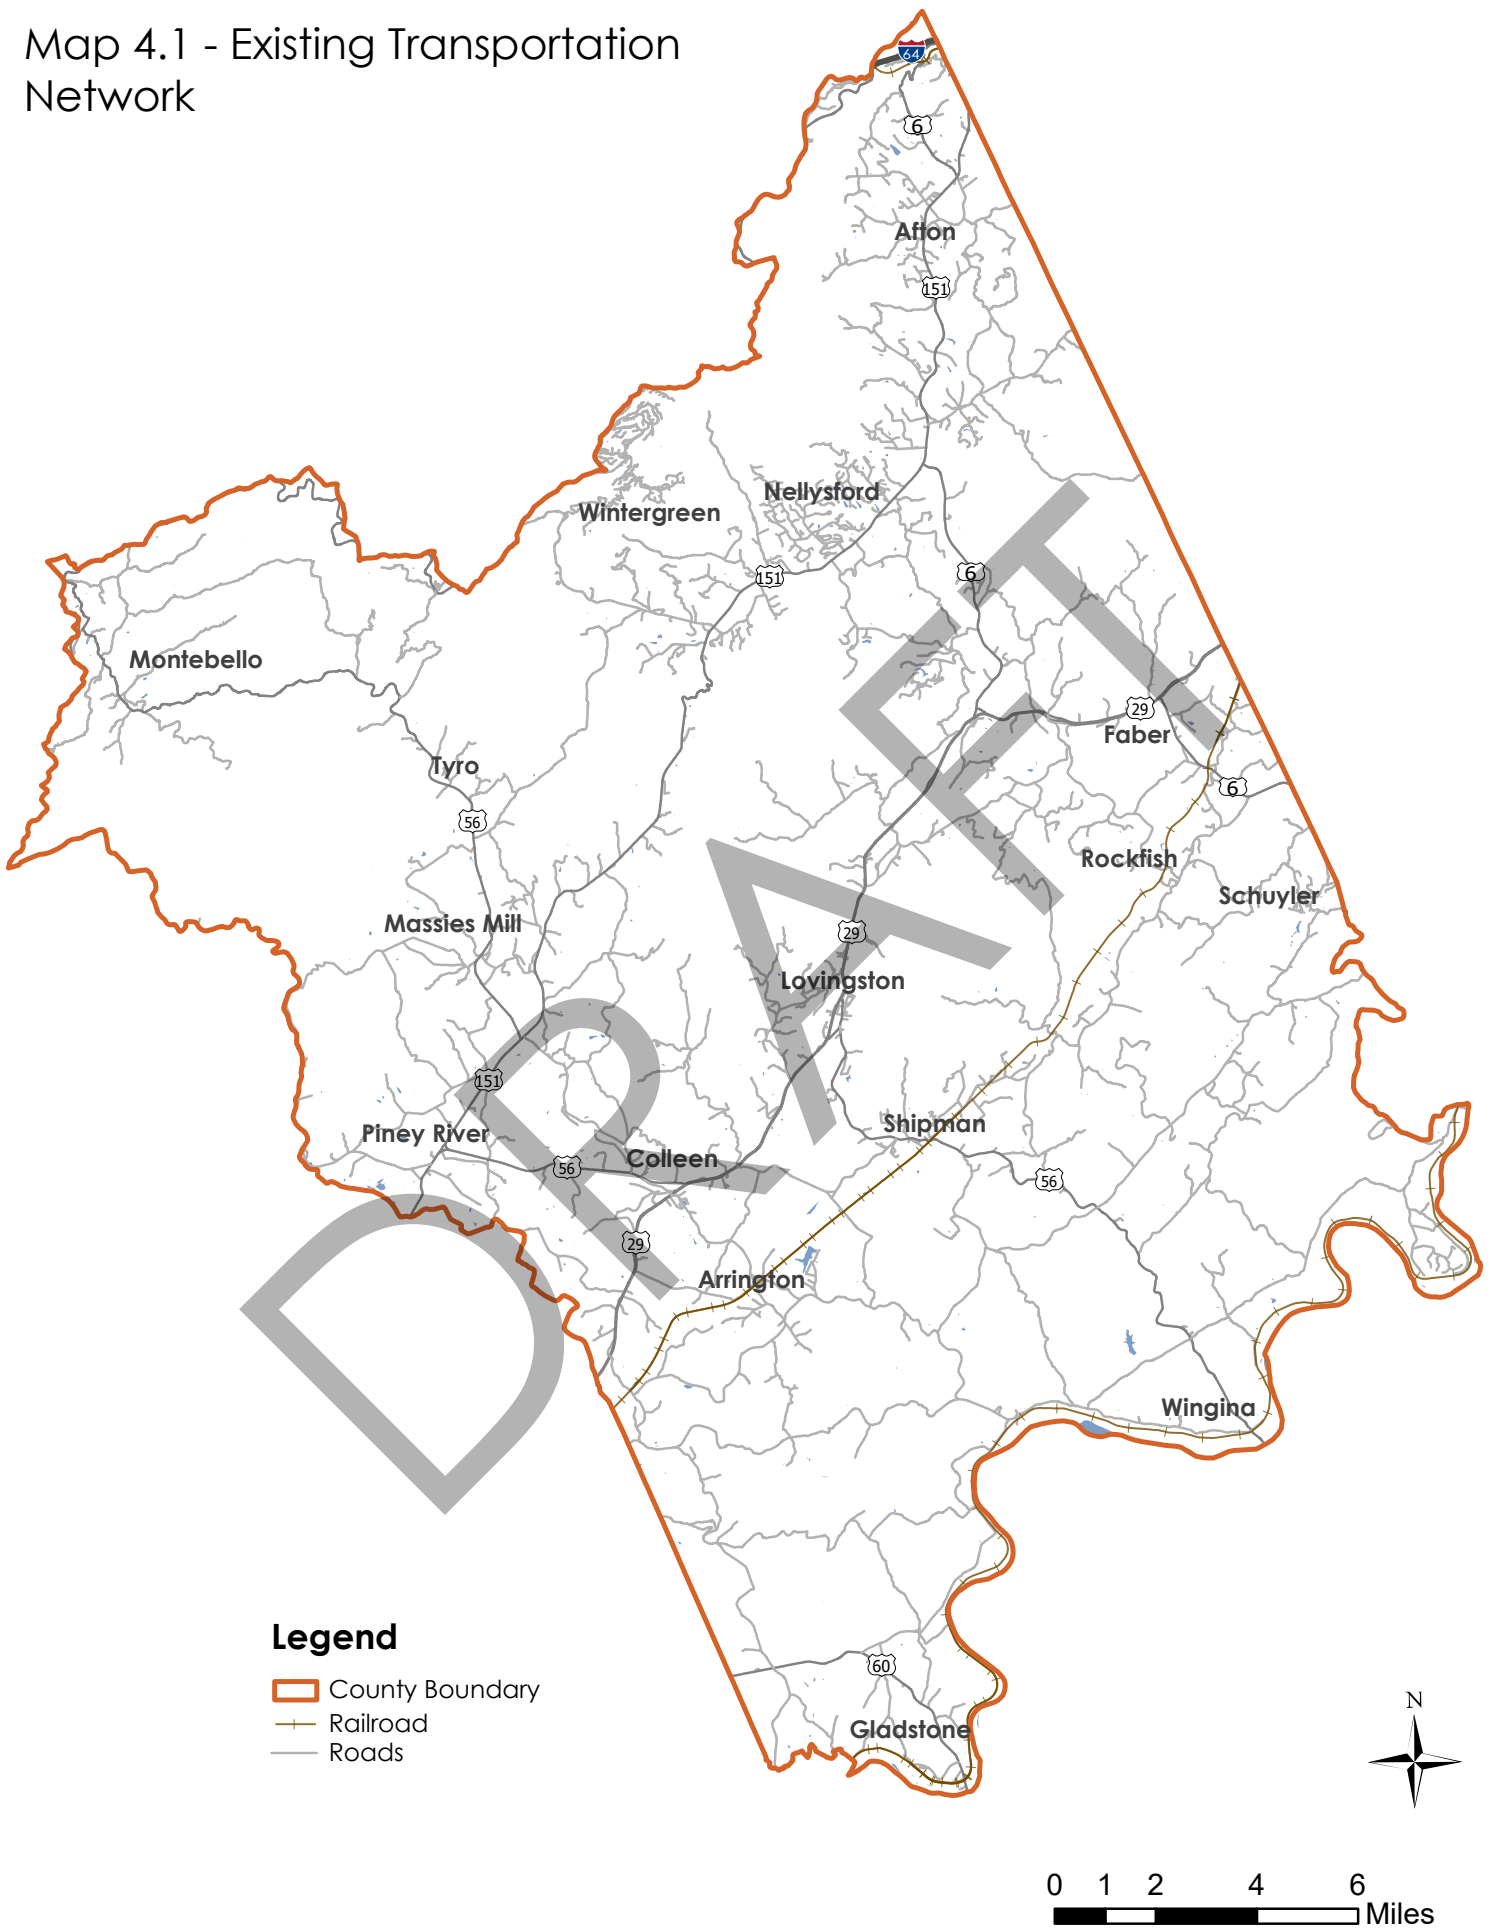 Map 4.1 - Existing Transportation
Network
64
6
Afton
151
Nellysford
Wintergreen
151
6
Montebello
29
Faber
Tyro
6
56
Rockfish
Schuyler
Massies Mill
29
Lovingston
151
Shipman
Piney River
Colleen
56
56
29
Arrington
Wingina
DRAFT
Legend
County Boundary
Railroad
Roads
60
Gladstone
N
0 1 2 4 6
Miles